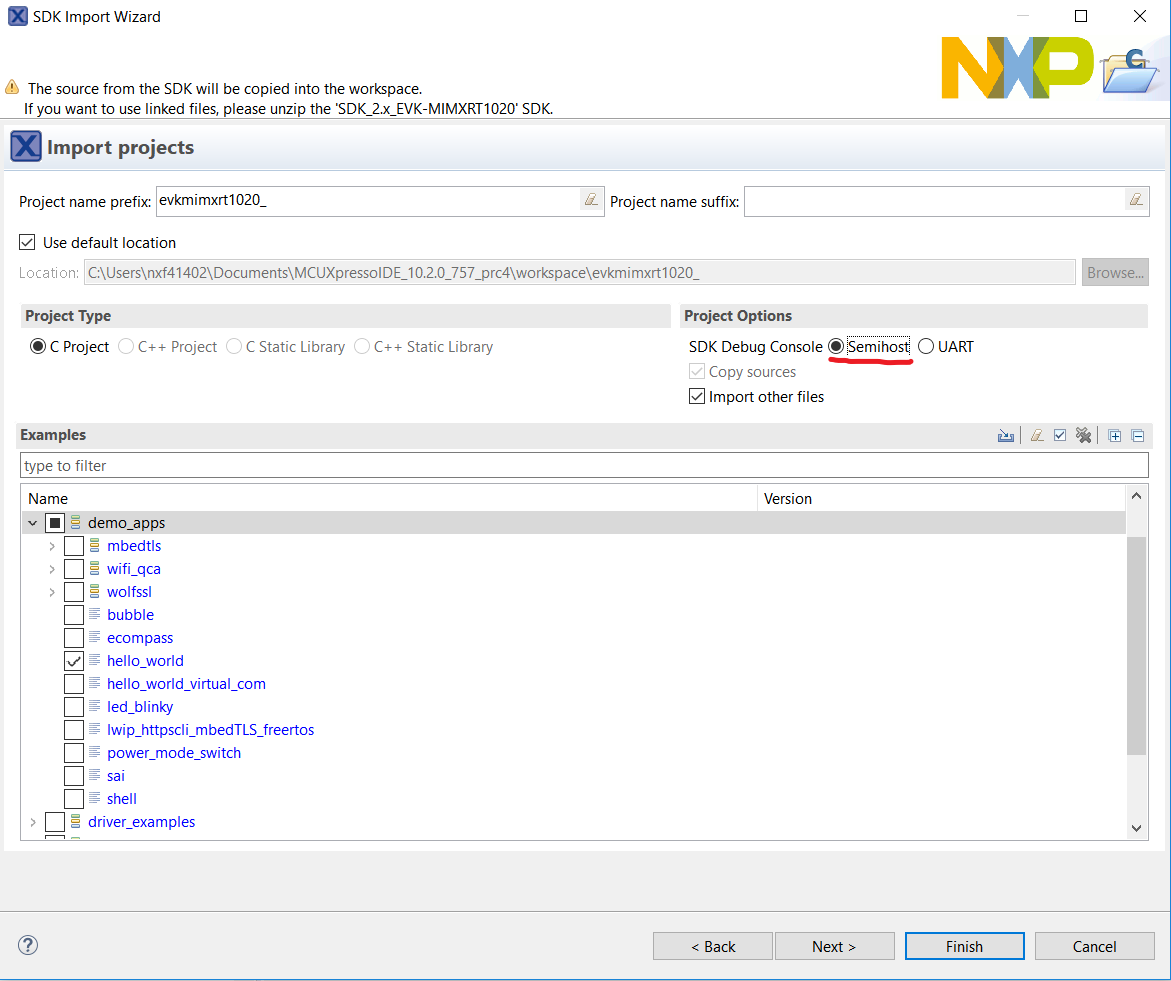 SDK Import Wizard
NXP
The source from the SDK will be copied into the workspace.
If you want to use linked files, please unzip the 'SDK_2.x_EVK-MIMXRT1020' SDK.
Import projects
Project name prefix: evkmimxrt1020_ Project name suffix:
Use default location
Location: C:\Users\nxf41402\Documents\MCUXpressoIDE_10.2.0_757_prc4\workspace\evkmimxrt1020_ Browse...
Project Type Project Options
C Project C++ Project C Static Library C++ Static Library SDK Debug Console Semihost UART
Copy sources
Import other files
Examples
type to filter
Name Version
demo_apps
mbedtls
wifi_qca
wolfssl
bubble
ecompass
hello_world
hello_world_virtual_com
led_blinky
lwip_httpscli_mbedTLS_freertos
power_mode_switch
sai
shell
driver_examples
< Back Next > Finish Cancel